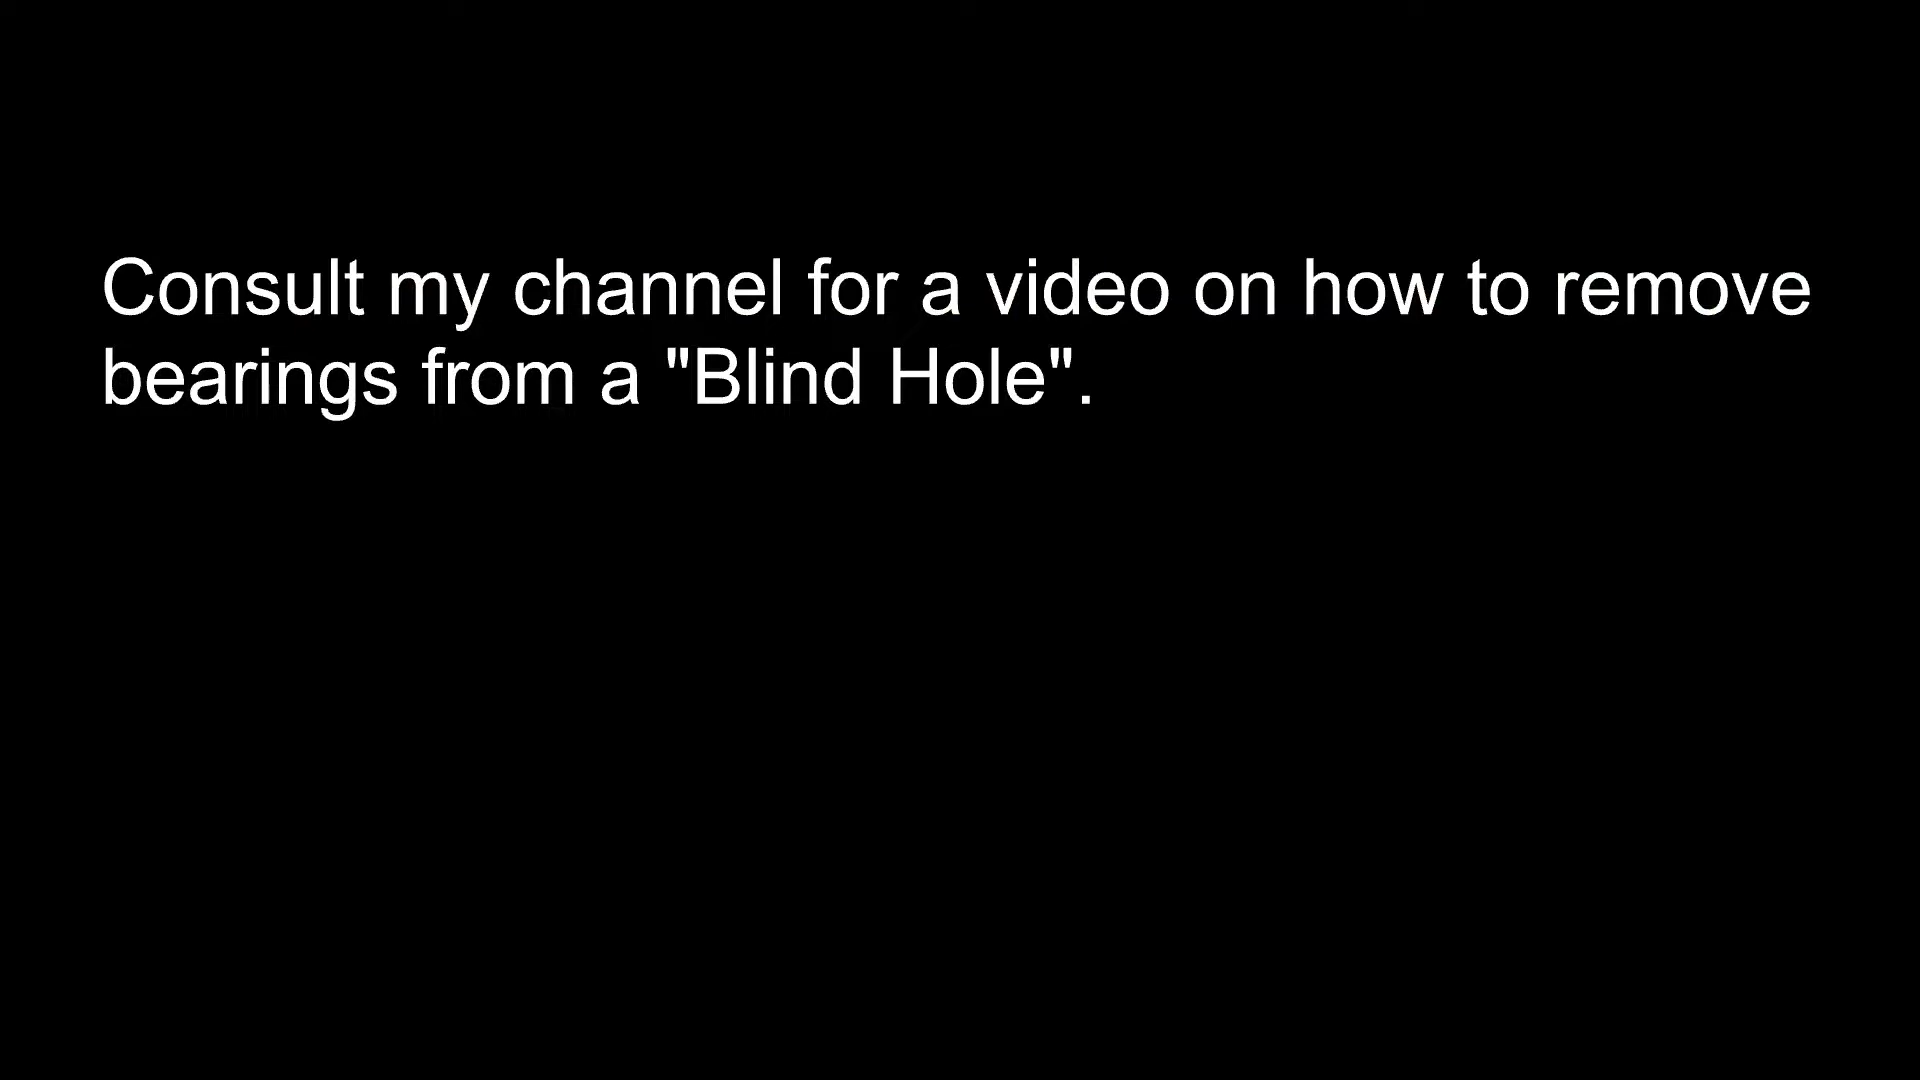 Consult my channel for a video on how to remove
bearings from a "Blind Hole".